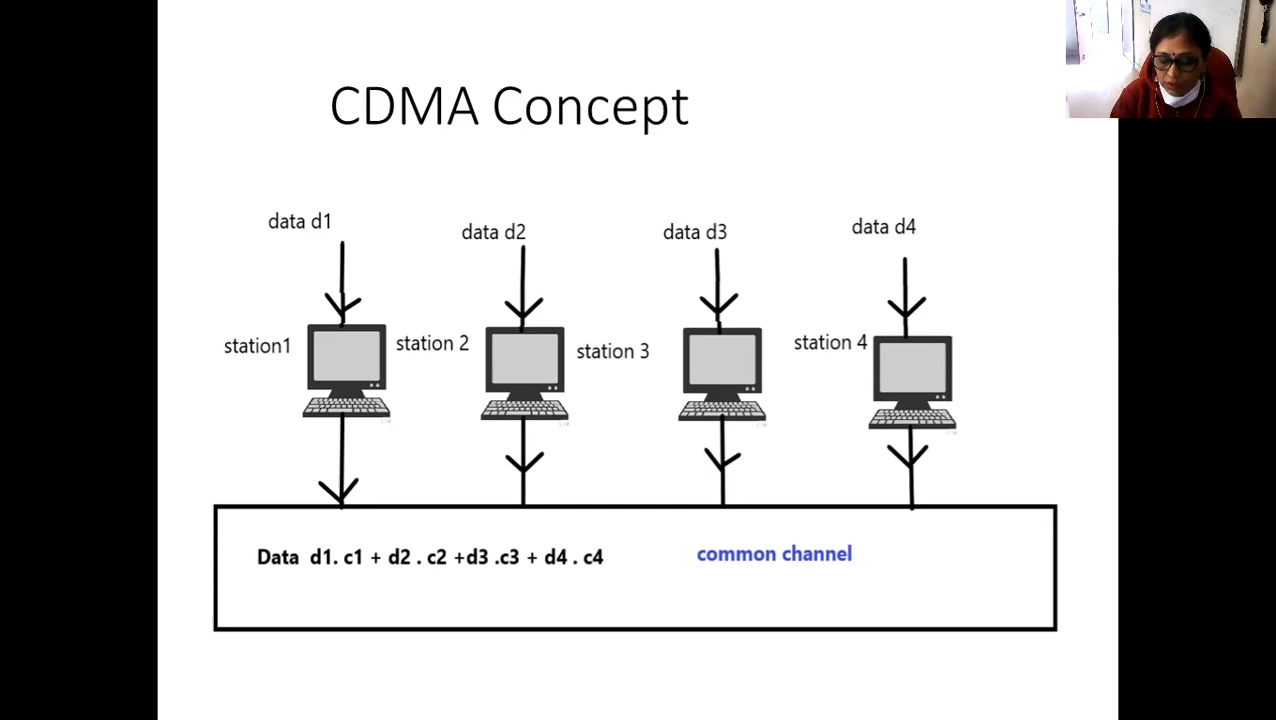 CDMA Concept
data d1
data d2
data d3
data d4
station1
station 2
station 3
station 4
Data d1. c1 + d2 . c2 +d3 .c3 + d4 . c4
common channel